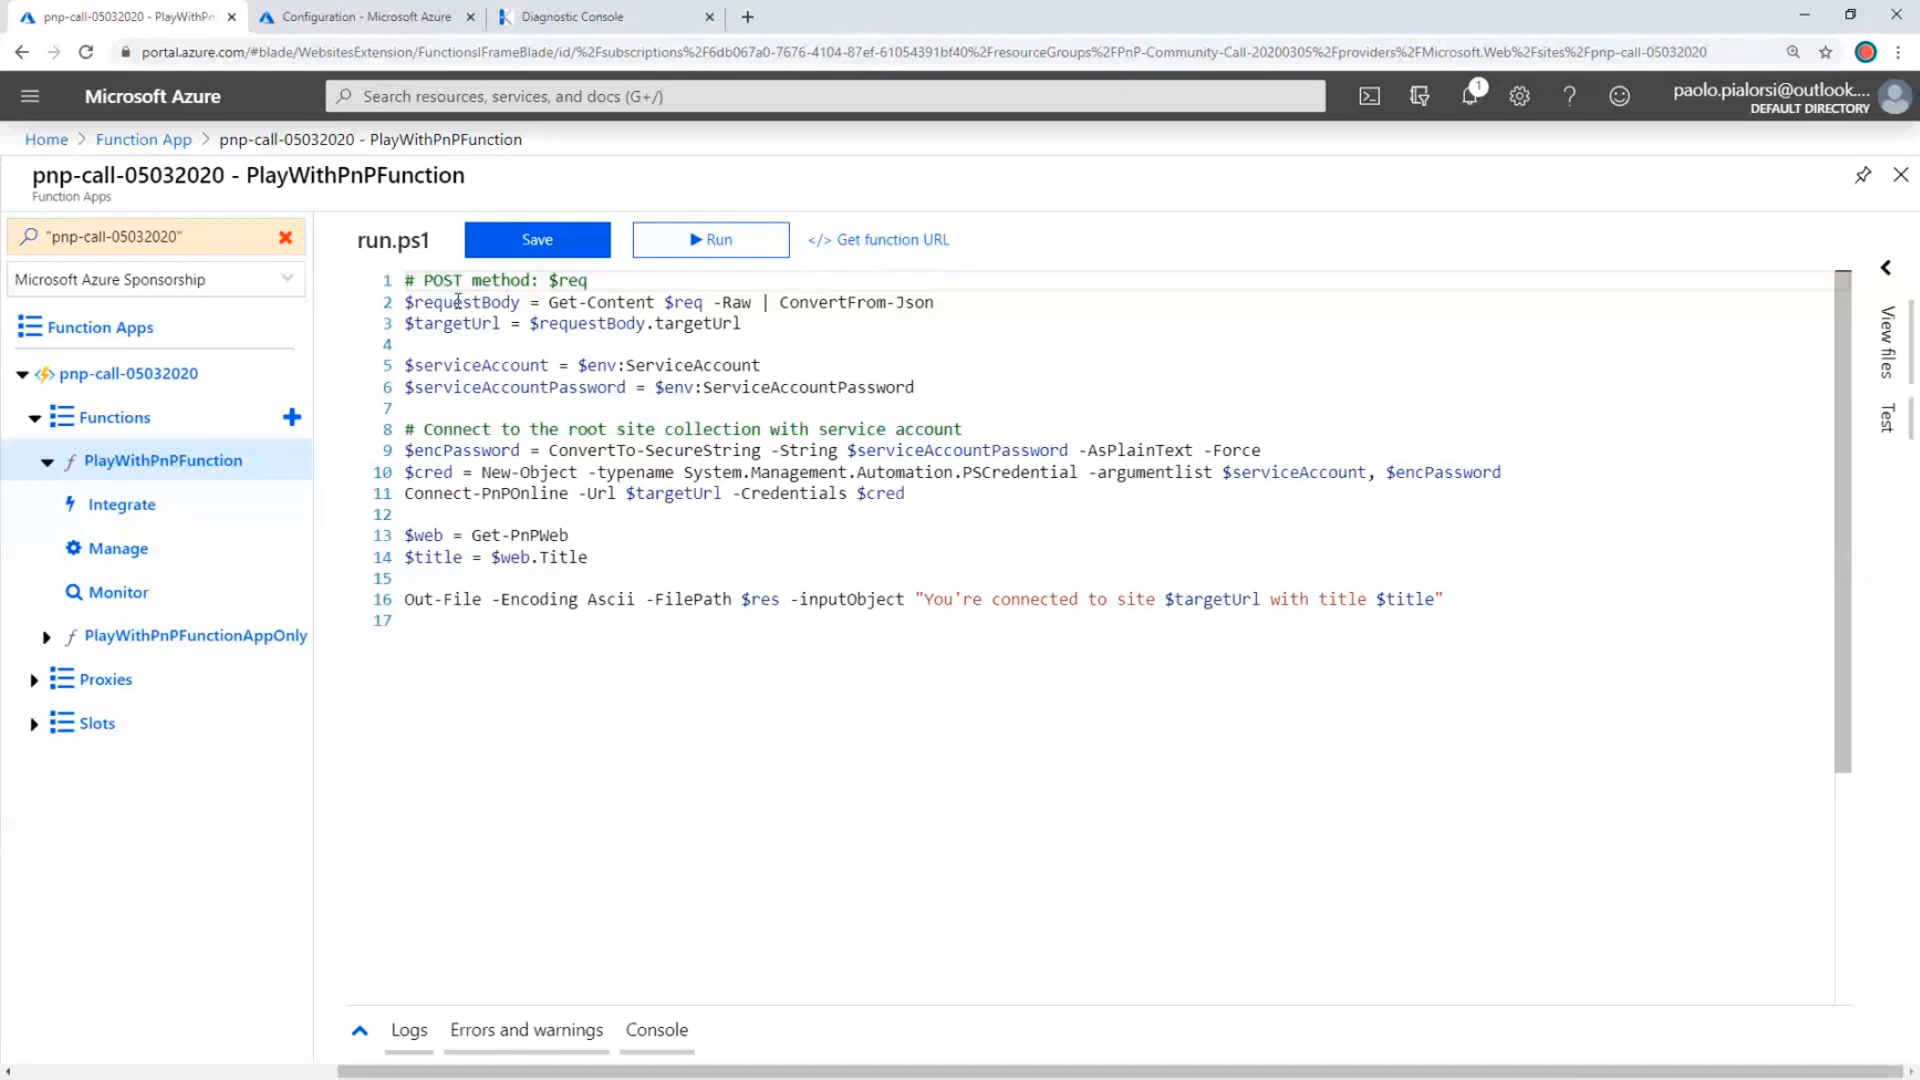 pnp-call-05032020 - PlayWithPnP
Configuration - Microsoft Azure
Diagnostic Console
portal.azure.com/#blade/WebsitesExtension/FunctionsIFrameBlade/id/%2Fsubscriptions%2F6db067a0-7676-4104-87ef-61054391bf40%2FresourceGroups%2FPnP-Community-Call-20200305%2Fproviders%2FMicrosoft.Web%2Fsites%2Fpnp-call-05032020
Microsoft Azure
Search resources, services, and docs (G+/)
1
paolo.pialorsi@outlook....
DEFAULT DIRECTORY
Home > Function App > pnp-call-05032020 - PlayWithPnPFunction
pnp-call-05032020 - PlayWithPnPFunction
Function Apps
"pnp-call-05032020"
Microsoft Azure Sponsorship
Function Apps
pnp-call-05032020
Functions
PlayWithPnPFunction
Integrate
Manage
Monitor
PlayWithPnPFunctionAppOnly
Proxies
Slots
run.ps1
Save
Run
</> Get function URL
1 # POST method: $req
2 $requestBody = Get-Content $req -Raw | ConvertFrom-Json
3 $targetUrl = $requestBody.targetUrl
4
5 $serviceAccount = $env:ServiceAccount
6 $serviceAccountPassword = $env:ServiceAccountPassword
7
8 # Connect to the root site collection with service account
9 $encPassword = ConvertTo-SecureString -String $serviceAccountPassword -AsPlainText -Force
10 $cred = New-Object -typename System.Management.Automation.PSCredential -argumentlist $serviceAccount, $encPassword
11 Connect-PnPOnline -Url $targetUrl -Credentials $cred
12
13 $web = Get-PnPWeb
14 $title = $web.Title
15
16 Out-File -Encoding Ascii -FilePath $res -inputObject "You're connected to site $targetUrl with title $title"
17
View files
Test
Logs
Errors and warnings
Console